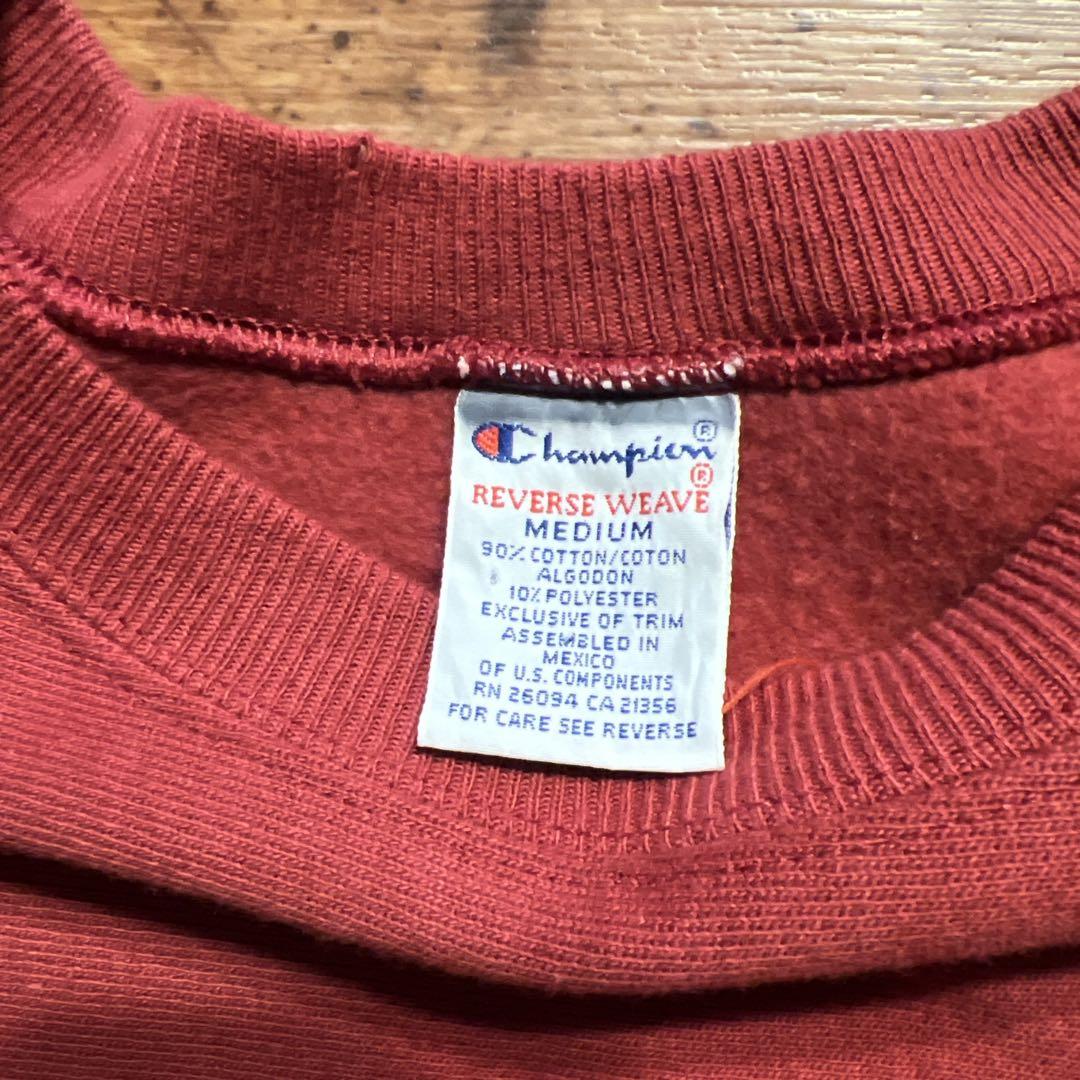 Champion®
REVERSE WEAVE®
MEDIUM
90% COTTON/COTON
ALGODON
10% POLYESTER
EXCLUSIVE OF TRIM
ASSEMBLED IN
MEXICO
OF U.S. COMPONENTS
RN 26094 CA 21356
FOR CARE SEE REVERSE